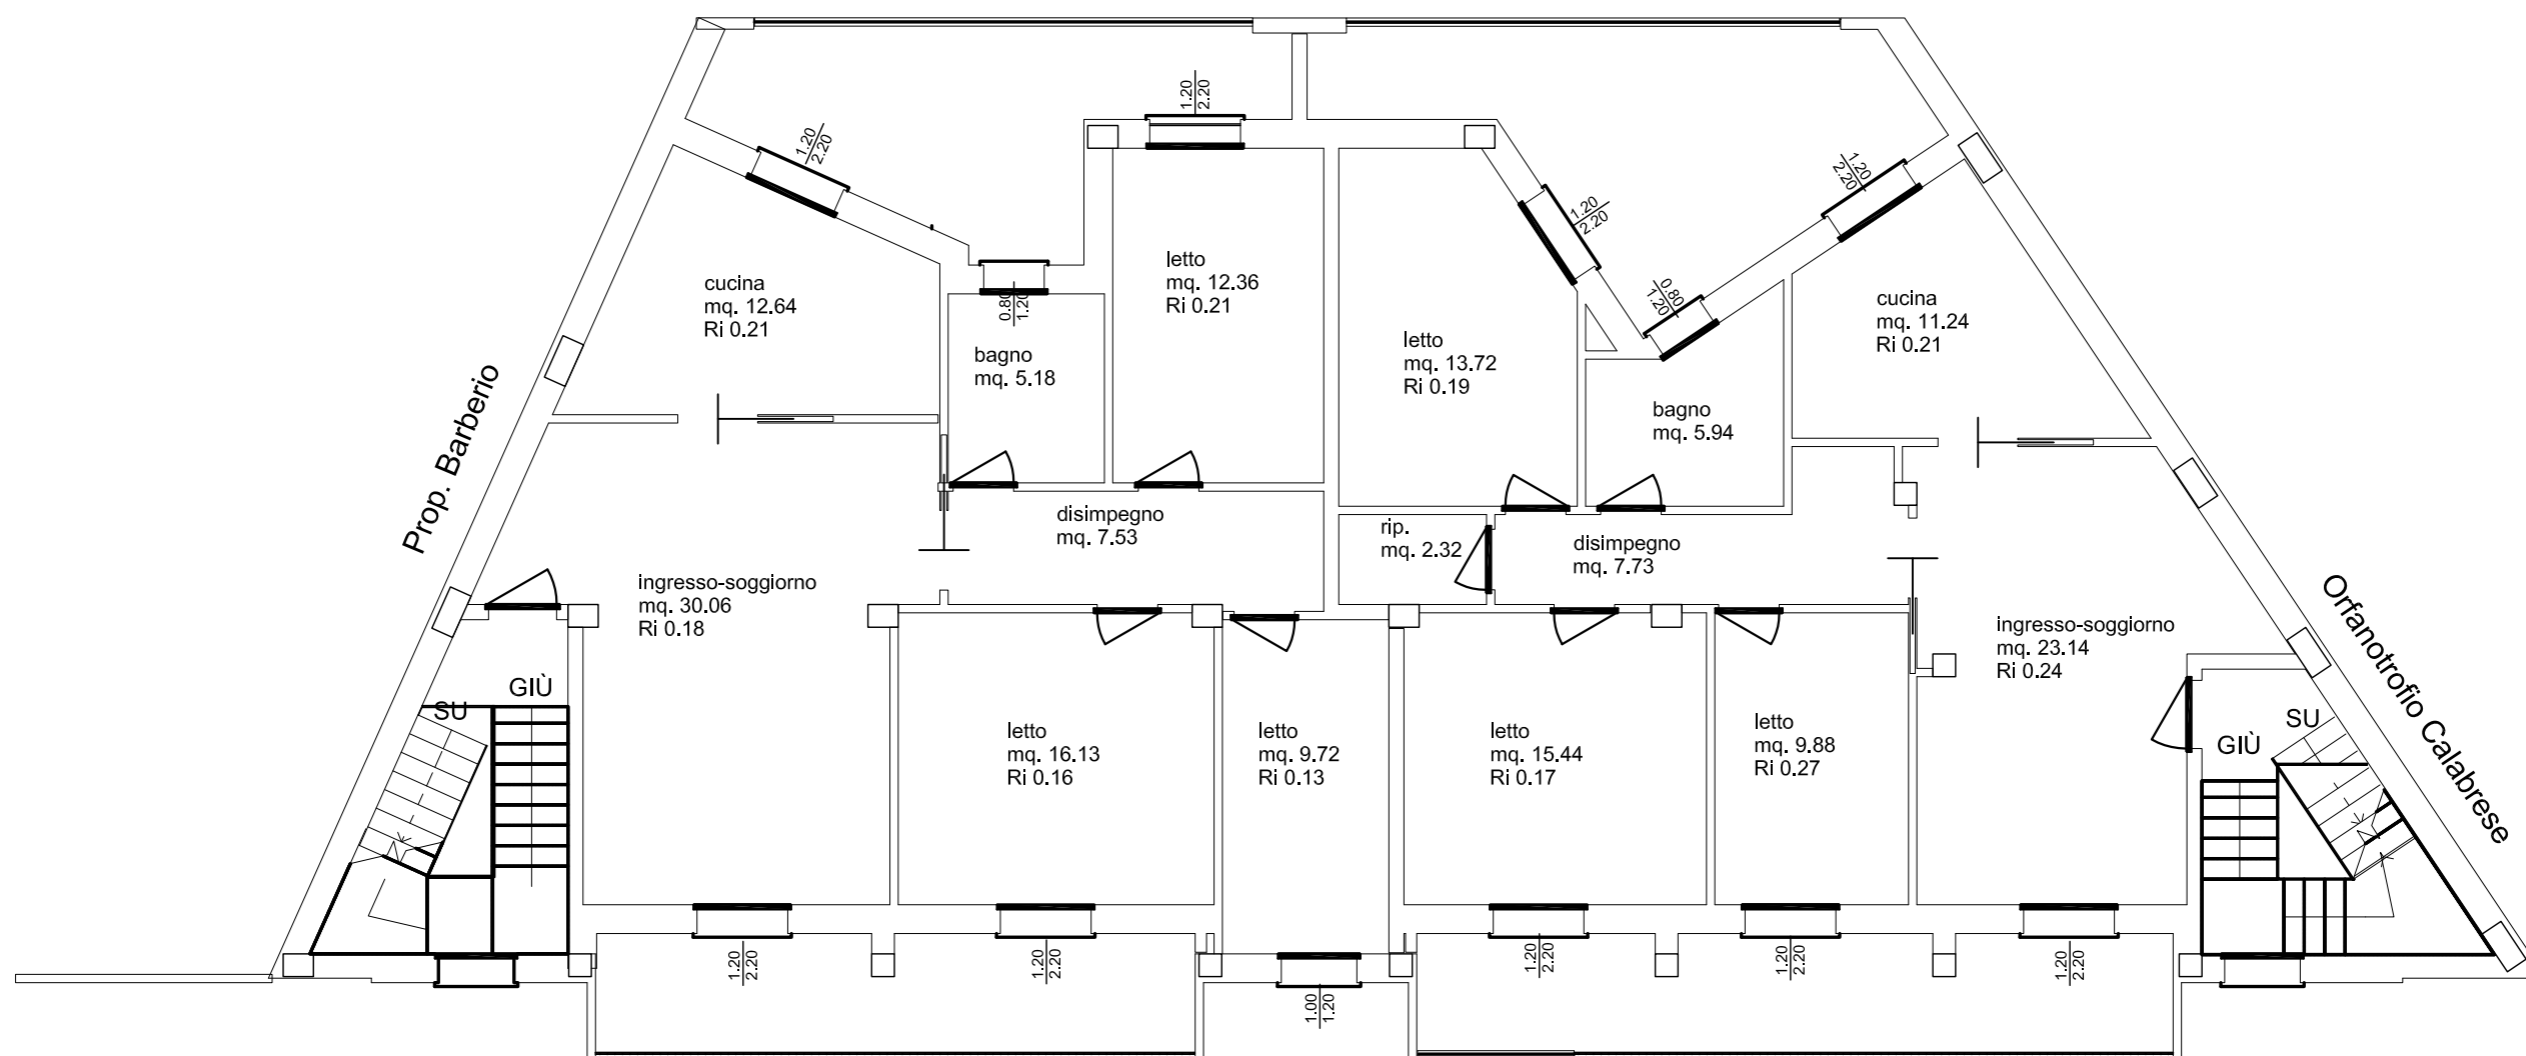 1.20
2.20
1.20
2.20
1.20
2.20
1.20
2.20
0.80
1.20
0.80
1.20
cucina
mq. 12.64
Ri 0.21
letto
mq. 12.36
Ri 0.21
bagno
mq. 5.18
letto
mq. 13.72
Ri 0.19
bagno
mq. 5.94
cucina
mq. 11.24
Ri 0.21
Prop. Barberio
disimpegno
mq. 7.53
rip.
mq. 2.32
disimpegno
mq. 7.73
ingresso-soggiorno
mq. 30.06
Ri 0.18
ingresso-soggiorno
mq. 23.14
Ri 0.24
Orfanotrofio Calabrese
GIÙ
SU
letto
mq. 16.13
Ri 0.16
letto
mq. 9.72
Ri 0.13
letto
mq. 15.44
Ri 0.17
letto
mq. 9.88
Ri 0.27
SU
GIÙ
1.20
2.20
1.20
2.20
1.00
1.20
1.20
2.20
1.20
2.20
1.20
2.20